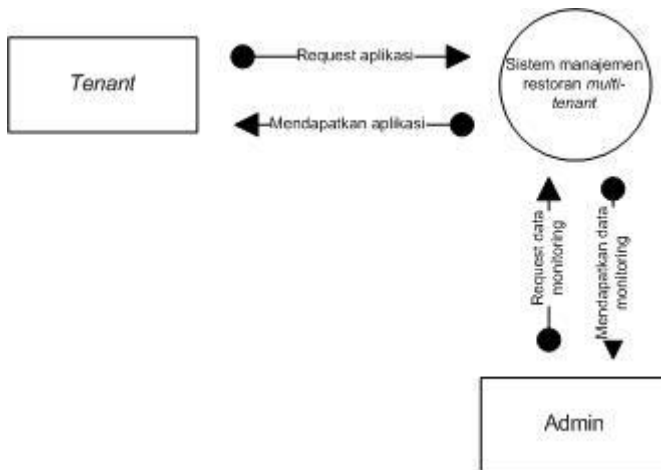 Tenant
Request aplikasi
Mendapatkan aplikasi
Sistem manajemen
restoran multi-
tenant
Request data
monitoring
Mendapatkan data
monitoring
Admin